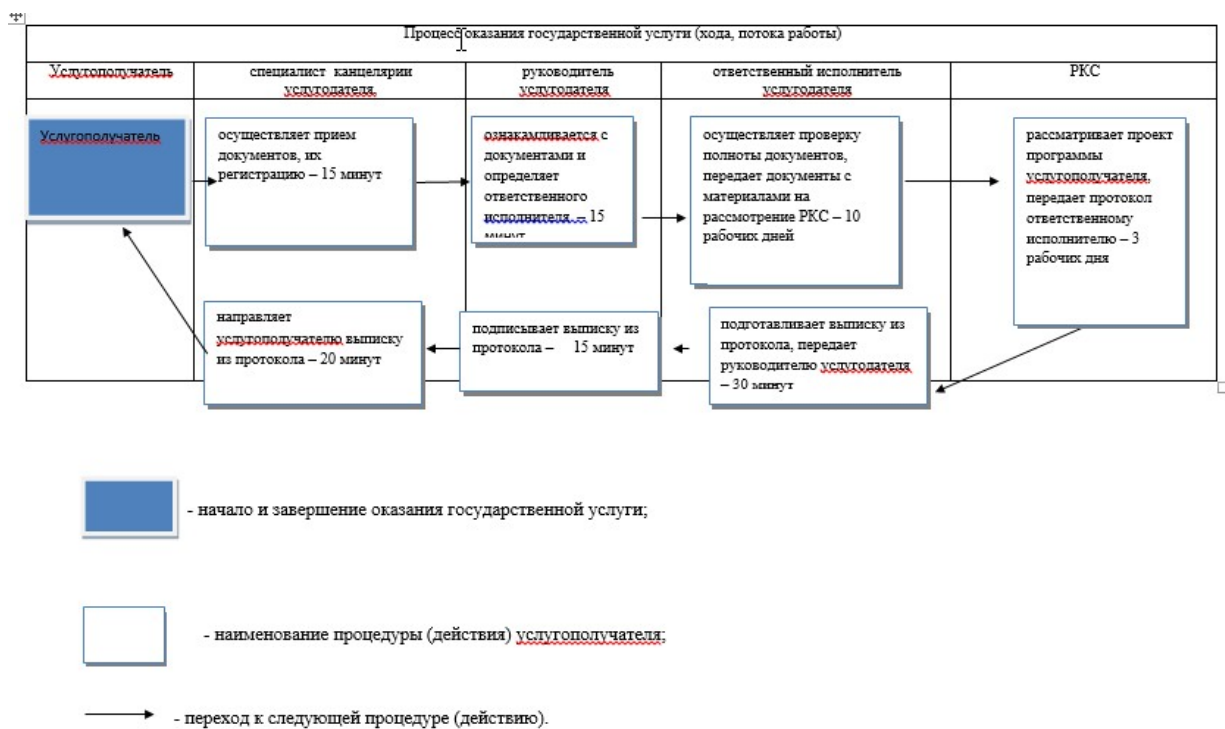 Процесс оказания государственной услуги (хода, потока работы)
Услугополучатель
специалист канцелярии
услугодателя,
руководитель
услугодателя
ответственный исполнитель
услугодателя
РКС
Услугополучатель
осуществляет прием
документов, их
регистрацию – 15 минут
ознакамливается с
документами и
определяет
ответственного
исполнителя – 15
минут
осуществляет проверку
полноты документов,
передает документы с
материалами на
рассмотрение РКС – 10
рабочих дней
рассматривает проект
программы
услугополучателя,
передает протокол
ответственному
исполнителю – 3
рабочих дня
направляет
услугополучателю выписку
из протокола – 20 минут
подписывает выписку из
протокола – 15 минут
подготавливает выписку из
протокола, передает
руководителю услугодателя
– 30 минут
- начало и завершение оказания государственной услуги;
- наименование процедуры (действия) услугополучателя;
- переход к следующей процедуре (действию).